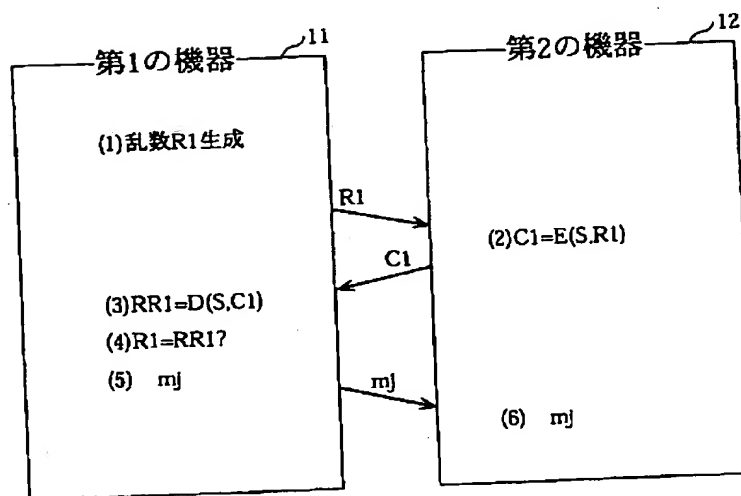 11
第1の機器
12
第2の機器
(1)乱数R1生成
R1
(2)C1=E(S,R1)
C1
(3)RR1=D(S,C1)
(4)R1=RR1?
(5) mj
mj
(6) mj